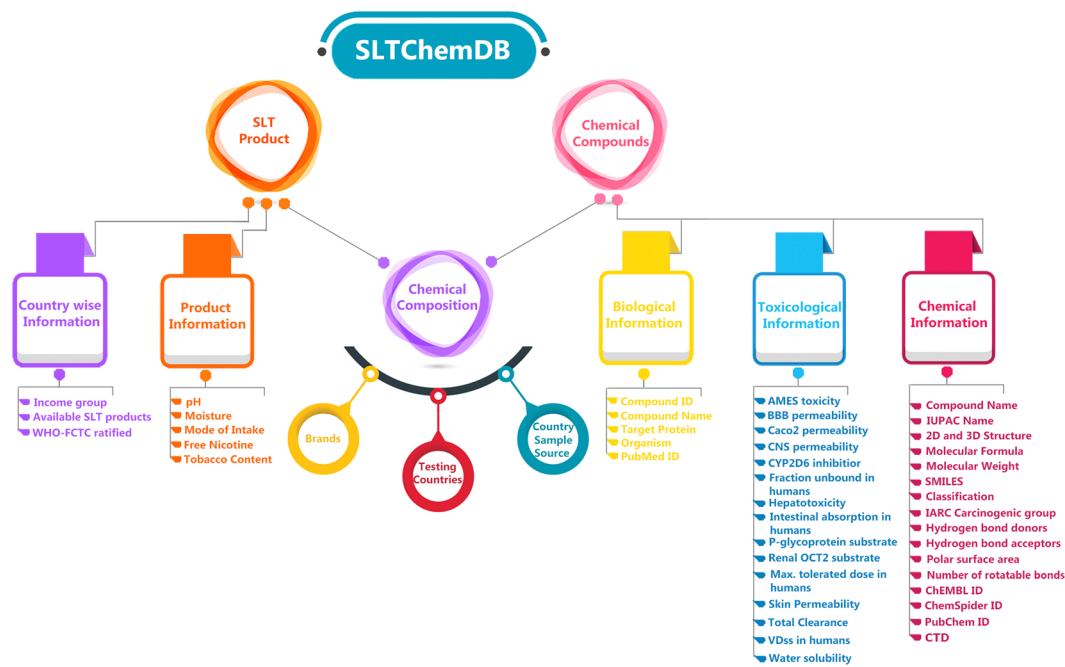 SLTChemDB
SLT
Product
Chemical
Compounds
Country wise
Information
Product
Information
Chemical
Composition
Biological
Information
Toxicological
Information
Chemical
Information
Income group
Available SLT products
WHO-FCTC ratified
pH
Moisture
Mode of Intake
Free Nicotine
Tobacco Content
Brands
Testing
Countries
Country
Sample
Source
Compound ID
Compound Name
Target Protein
Organism
PubMed ID
AMES toxicity
BBB permeability
Caco2 permeability
CNS permeability
CYP2D6 inhibitior
Fraction unbound in
humans
Hepatotoxicity
Intestinal absorption in
humans
P-glycoprotein substrate
Renal OCT2 substrate
Max. tolerated dose in
humans
Skin Permeability
Total Clearance
VDss in humans
Water solubility
Compound Name
IUPAC Name
2D and 3D Structure
Molecular Formula
Molecular Weight
SMILES
Classification
IARC Carcinogenic group
Hydrogen bond donors
Hydrogen bond acceptors
Polar surface area
Number of rotatable bonds
ChEMBL ID
ChemSpider ID
PubChem ID
CTD